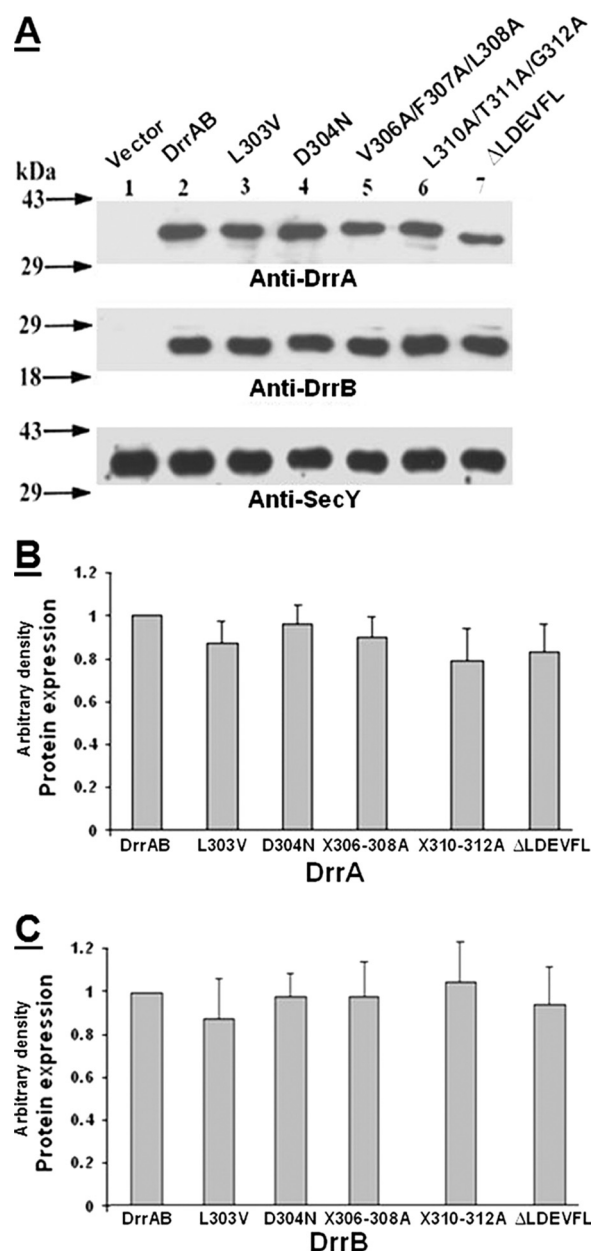 A
Vector DrrAB L303V D304N V306A/F307A/L308A L310A/T311A/G312A ΔLDEVFL
kDa 1 2 3 4 5 6 7
43
29
Anti-DrrA
29
18
Anti-DrrB
43
29
Anti-SecY
B
Arbitrary density
Protein expression
1.2
1
0.8
0.6
0.4
0.2
0
DrrAB L303V D304N X306-308A X310-312A ΔLDEVFL
DrrA
C
Arbitrary density
Protein expression
1.2
1
0.8
0.6
0.4
0.2
0
DrrAB L303V D304N X306-308A X310-312A ΔLDEVFL
DrrB